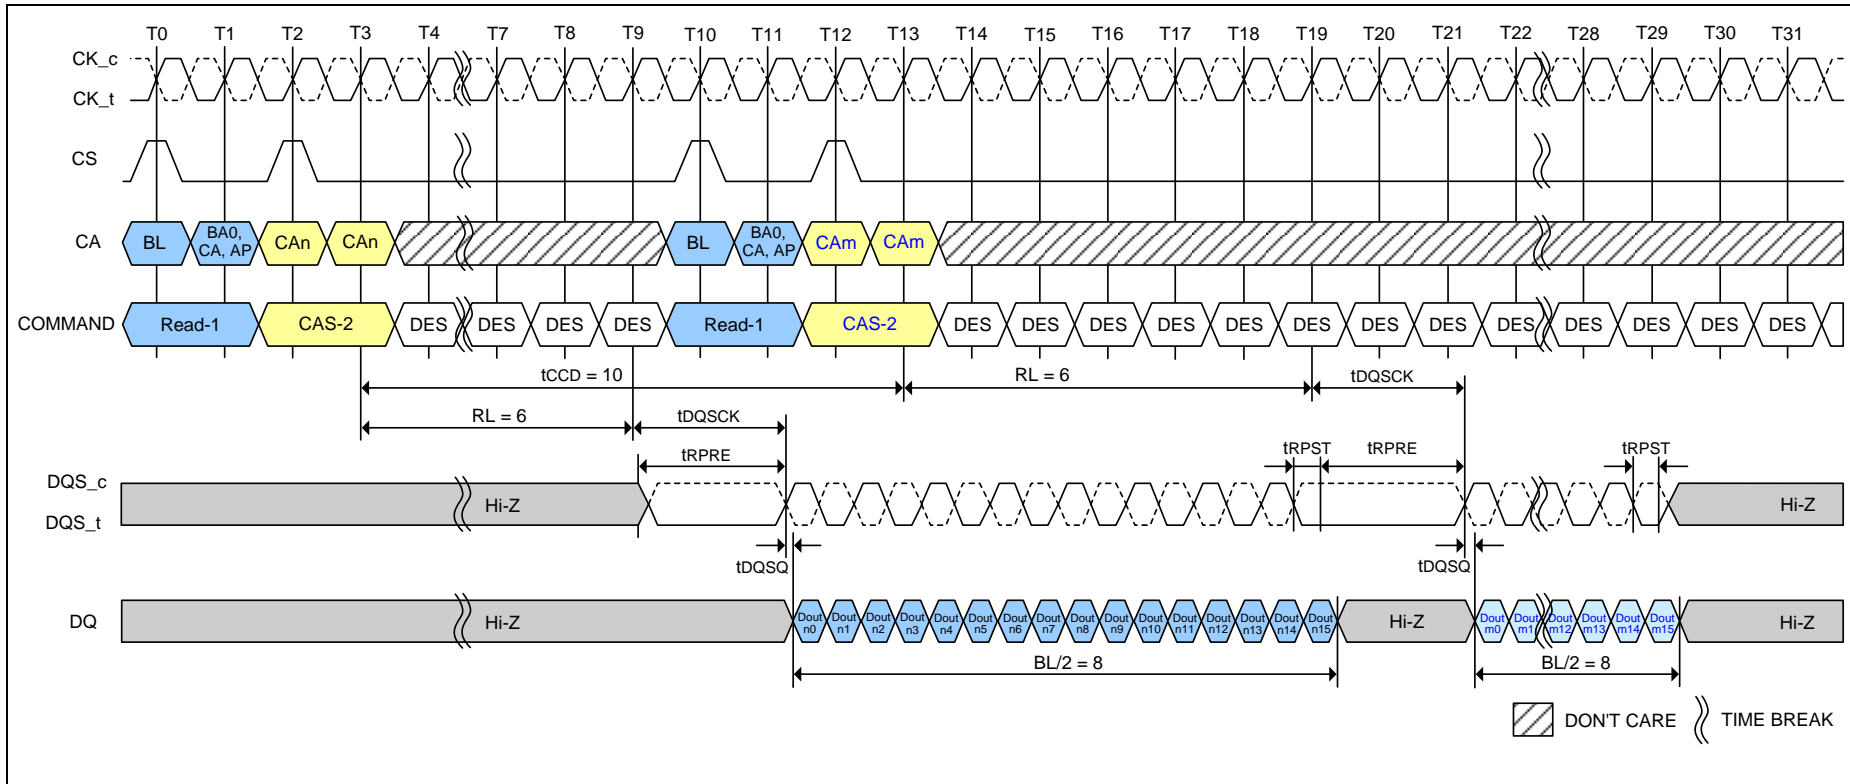 T0 T1 T2 T3 T4 T7 T8 T9 T10 T11 T12 T13 T14 T15 T16 T17 T18 T19 T20 T21 T22 T28 T29 T30 T31
CK_c
CK_t
CS
CA BL BA0, CA, AP CAn CAn BL BA0, CA, AP CAm CAm
COMMAND Read-1 CAS-2 DES DES DES DES Read-1 CAS-2 DES DES DES DES DES DES DES DES DES DES DES DES DES
tCCD = 10 RL = 6 tDQSCK
RL = 6 tDQSCK
tRPRE tRPST tRPRE tRPST
DQS_c
Hi-Z Hi-Z
DQS_t
tDQSQ tDQSQ
DQ Hi-Z Dout n0 Dout n1 Dout n2 Dout n3 Dout n4 Dout n5 Dout n6 Dout n7 Dout n8 Dout n9 Dout n10 Dout n11 Dout n12 Dout n13 Dout n14 Dout n15 Hi-Z Dout m0 Dout m1 Dout m12 Dout m13 Dout m14 Dout m15 Hi-Z
BL/2 = 8 BL/2 = 8
DON'T CARE TIME BREAK